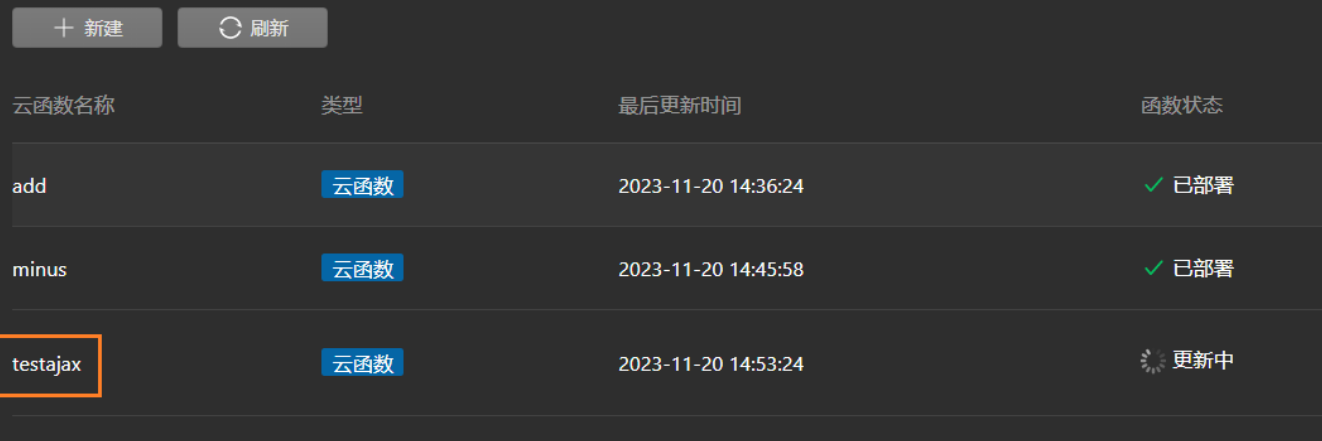 新建 刷新
云函数名称 类型 最后更新时间 函数状态
add 云函数 2023-11-20 14:36:24 已部署
minus 云函数 2023-11-20 14:45:58 已部署
testajax 云函数 2023-11-20 14:53:24 更新中